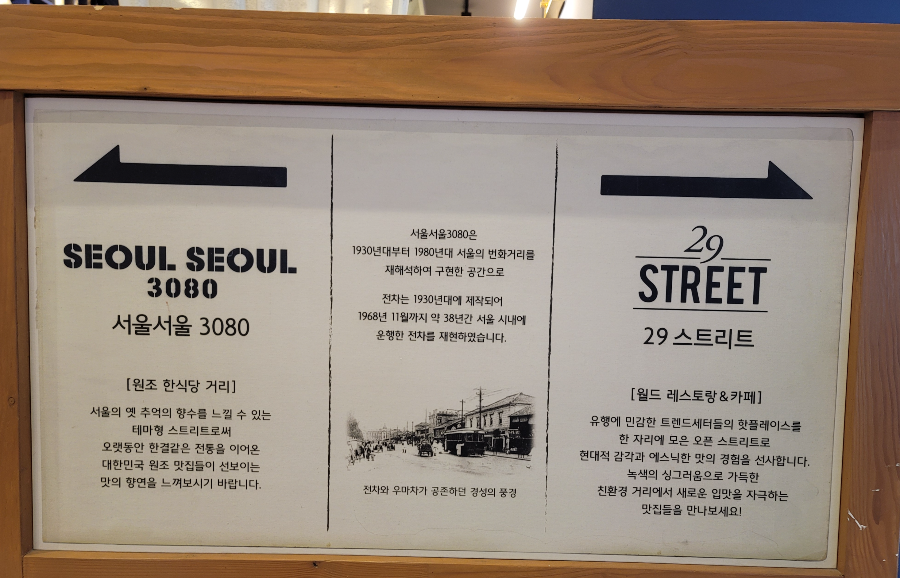 SEOUL SEOUL
3080
서울서울 3080
[원조 한식당 거리]
서울의 옛 추억의 향수를 느낄 수 있는
테마형 스트리트로써
오랫동안 한결같은 전통을 이어온
대한민국 원조 맛집들이 선보이는
맛의 향연을 느껴보시기 바랍니다.
서울서울3080은
1930년대부터 1980년대 서울의 번화거리를
재해석하여 구현한 공간으로
전차는 1930년대에 제작되어
1968년 11월까지 약 38년간 서울 시내에
운행한 전차를 재현하였습니다.
전차와 우마차가 공존하던 경성의 풍경
29
STREET
29 스트리트
[월드 레스토랑&카페]
유행에 민감한 트렌드세터들의 핫플레이스를
한 자리에 모은 오픈 스트리트로
현대적 감각과 에스닉한 맛의 경험을 선사합니다.
녹색의 싱그러움으로 가득한
친환경 거리에서 새로운 입맛을 자극하는
맛집들을 만나보세요!